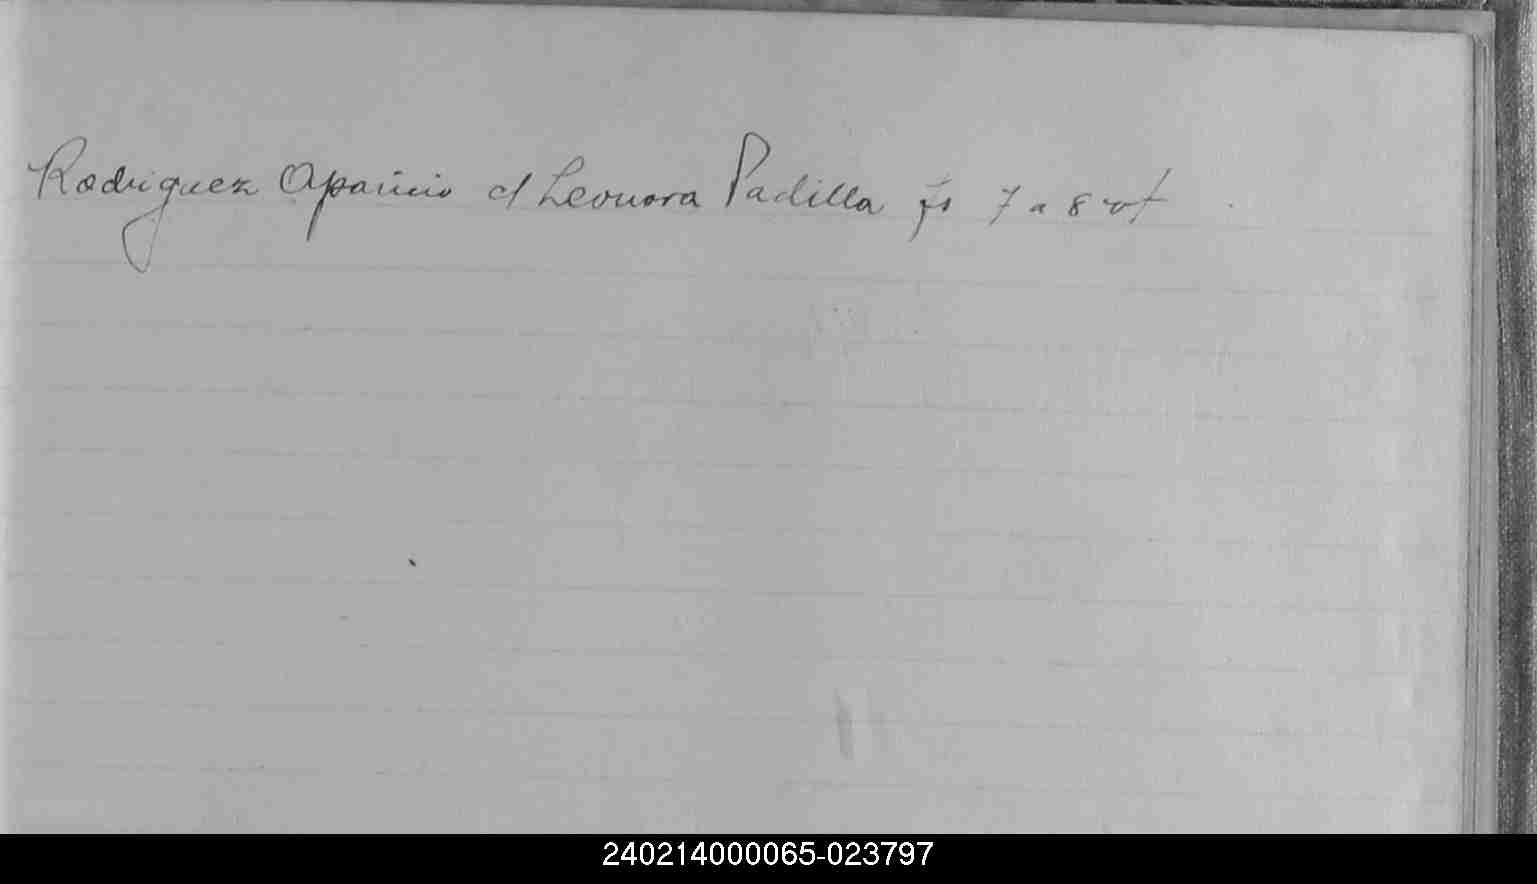 Rodriguez Aparicio c/ Leonora Padilla fs 7 a 8 vt
240214000065-023797